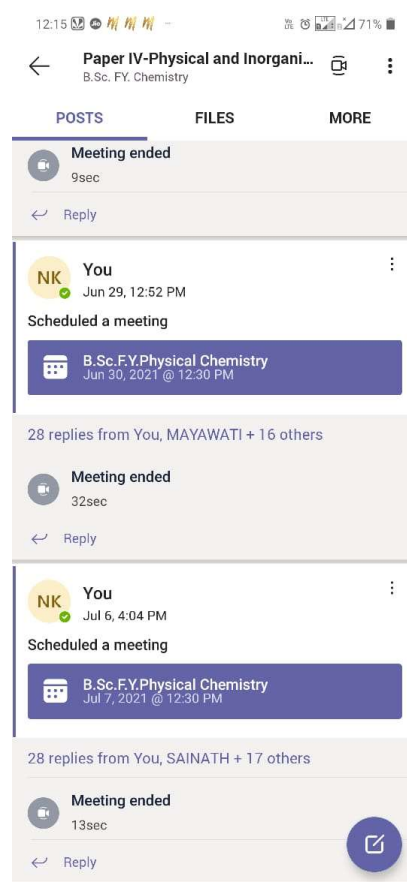 12:15 71%
Paper IV-Physical and Inorgani...
B.Sc. FY. Chemistry
POSTS FILES MORE
Meeting ended
9sec
Reply
NK You
Jun 29, 12:52 PM
Scheduled a meeting
B.Sc.F.Y.Physical Chemistry
Jun 30, 2021 @ 12:30 PM
28 replies from You, MAYAWATI + 16 others
Meeting ended
32sec
Reply
NK You
Jul 6, 4:04 PM
Scheduled a meeting
B.Sc.F.Y.Physical Chemistry
Jul 7, 2021 @ 12:30 PM
28 replies from You, SAINATH + 17 others
Meeting ended
13sec
Reply